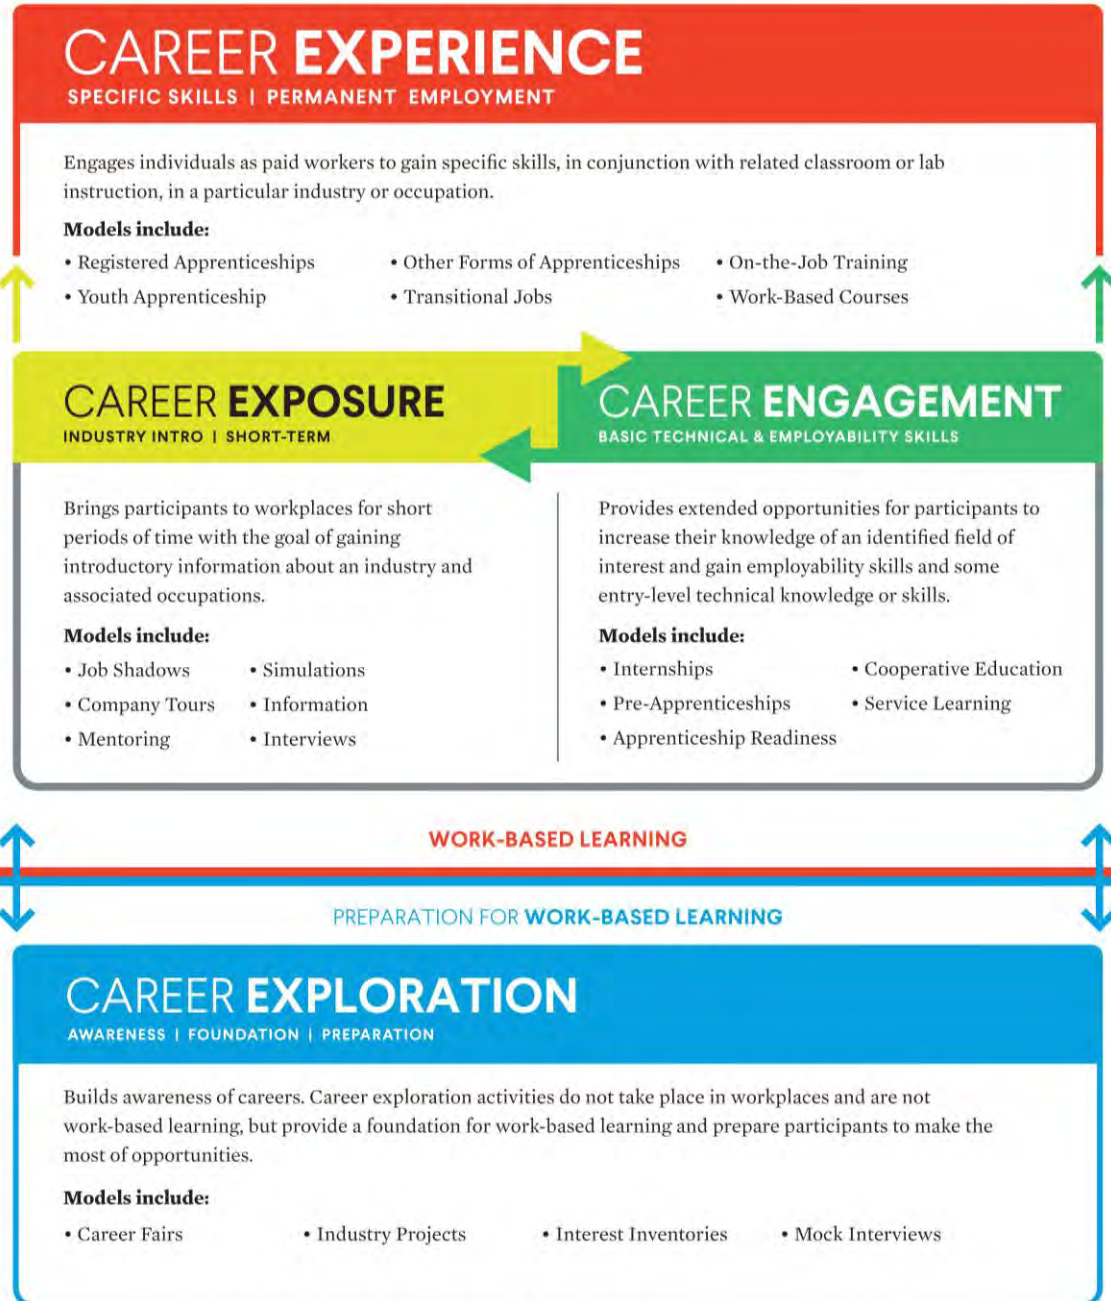 CAREER EXPERIENCE
SPECIFIC SKILLS | PERMANENT EMPLOYMENT
Engages individuals as paid workers to gain specific skills, in conjunction with related classroom or lab
instruction, in a particular industry or occupation.
Models include:
• Registered Apprenticeships
• Youth Apprenticeship
• Other Forms of Apprenticeships
• Transitional Jobs
• On-the-Job Training
• Work-Based Courses
CAREER EXPOSURE
INDUSTRY INTRO | SHORT-TERM
Brings participants to workplaces for short
periods of time with the goal of gaining
introductory information about an industry and
associated occupations.
Models include:
• Job Shadows
• Company Tours
• Mentoring
• Simulations
• Information
• Interviews
CAREER ENGAGEMENT
BASIC TECHNICAL & EMPLOYABILITY SKILLS
Provides extended opportunities for participants to
increase their knowledge of an identified field of
interest and gain employability skills and some
entry-level technical knowledge or skills.
Models include:
• Internships
• Pre-Apprenticeships
• Apprenticeship Readiness
• Cooperative Education
• Service Learning
WORK-BASED LEARNING
PREPARATION FOR WORK-BASED LEARNING
CAREER EXPLORATION
AWARENESS | FOUNDATION | PREPARATION
Builds awareness of careers. Career exploration activities do not take place in workplaces and are not
work-based learning, but provide a foundation for work-based learning and prepare participants to make the
most of opportunities.
Models include:
• Career Fairs
• Industry Projects
• Interest Inventories
• Mock Interviews